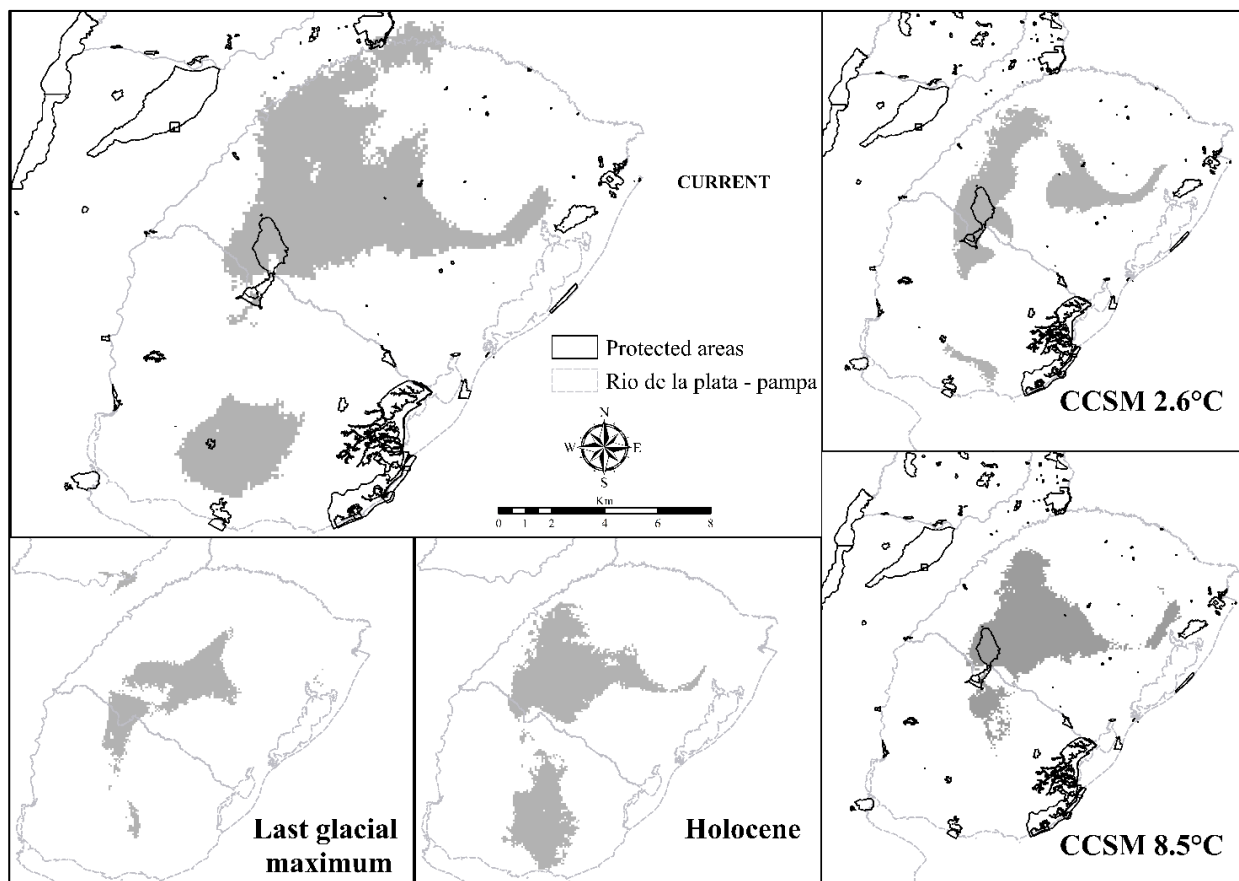 CURRENT
Protected areas
Rio de la plata - pampa
N
W E
S
Km
0 1 2 4 6 8
CCSM 2.6°C
Last glacial
maximum
Holocene
CCSM 8.5°C